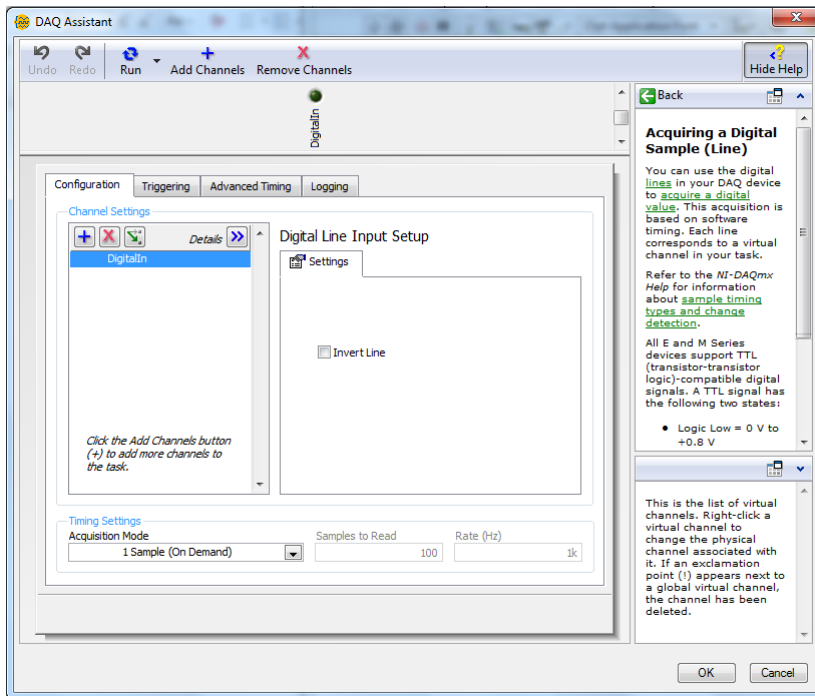 DAQ Assistant
Undo
Redo
Run
Add Channels
Remove Channels
Hide Help
DigitalIn
Configuration
Triggering
Advanced Timing
Logging
Channel Settings
Details
DigitalIn
Click the Add Channels button
(+) to add more channels to
the task.
Digital Line Input Setup
Settings
Invert Line
Timing Settings
Acquisition Mode
1 Sample (On Demand)
Samples to Read
100
Rate (Hz)
1k
Back
Acquiring a Digital
Sample (Line)
You can use the digital
lines in your DAQ device
to acquire a digital
value. This acquisition is
based on software
timing. Each line
corresponds to a virtual
channel in your task.
Refer to the NI-DAQmx
Help for information
about sample timing
types and change
detection.
All E and M Series
devices support TTL
(transistor-transistor
logic)-compatible digital
signals. A TTL signal has
the following two states:
• Logic Low = 0 V to
+0.8 V
This is the list of virtual
channels. Right-click a
virtual channel to
change the physical
channel associated with
it. If an exclamation
point (!) appears next to
a global virtual channel,
the channel has been
deleted.
OK
Cancel